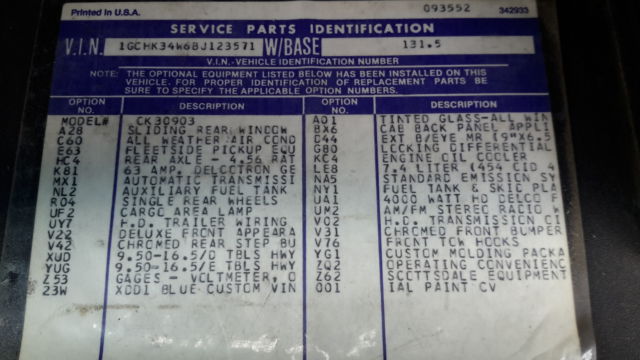 Printed in U.S.A. 093552 342933
SERVICE PARTS IDENTIFICATION
V.I.N. 1GCHK34W6BJ123571 W/BASE 131.5
V.I.N.-VEHICLE IDENTIFICATION NUMBER
NOTE: THE OPTIONAL EQUIPMENT LISTED BELOW HAS BEEN INSTALLED ON THIS
VEHICLE. FOR PROPER IDENTIFICATION OF REPLACEMENT PARTS BE
SURE TO SPECIFY THE APPLICABLE OPTION NUMBERS.
OPTION NO. DESCRIPTION OPTION NO. DESCRIPTION
MODEL# CK30903 A01 TINTED GLASS-ALL WIN
A28 SLIDING REAR WINDOW BX6 CAB BACK PANEL APPLI
C60 ALL WEATHER AIR COND D44 EXT B/EYE MR (9"X6.5
E63 FLEETSIDE PICKUP EQU G80 LOCKING DIFFERENTIAL
HC4 REAR AXLE - 4.56 RAT KC4 ENGINE OIL COOLER
K81 63 AMP. DELCOTRON GE LE8 7.4 LITER (454 CID 4
MX1 AUTOMATIC TRANSMISSI NA5 STANDARD EMISSION SY
NL2 AUXILIARY FUEL TANK NY1 FUEL TANK & SKID PLA
R04 SINGLE REAR WHEELS UA1 4000 WATT HD DELCO F
UF2 CARGO AREA LAMP UM2 AM/FM STEREO RADIO W
UY7 H.D. TRAILER WIRING V02 H.D. TRANSMISSION CI
V22 DELUXE FRONT APPEARA V31 CHROMED FRONT BUMPER
V42 CHROMED REAR STEP BU V76 FRONT TOW HOOKS
XUD 9.50-16.5/D TBLS HWY YG1 CUSTOM MOLDING PACKA
YUG 9.50-16.5/E TBLS HWY ZQ2 OPERATING CONVENIENC
Z53 GAGES - VOLTMETER, O Z62 SCOTTSDALE EQUIPMENT
23W XDD1 BLUE CUSTOM VIN 001 IAL PAINT CV